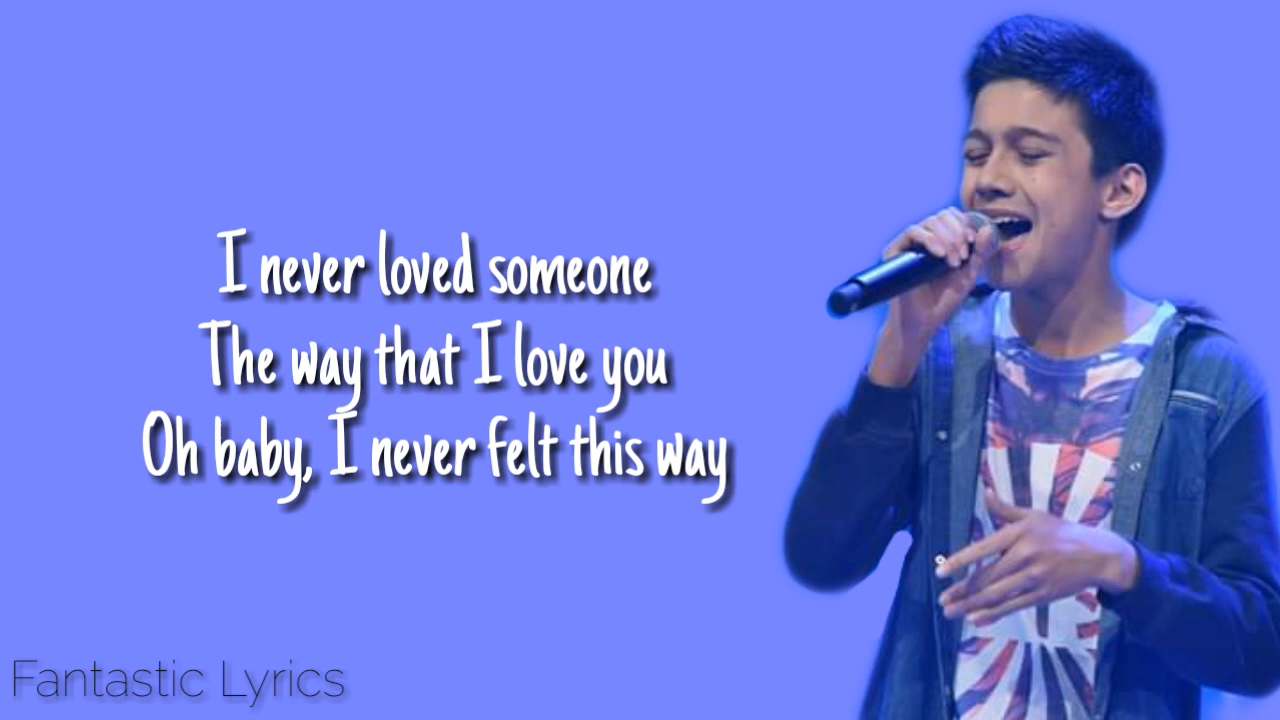 I never loved someone
The way that I love you
Oh baby, I never felt this way
Fantastic Lyrics